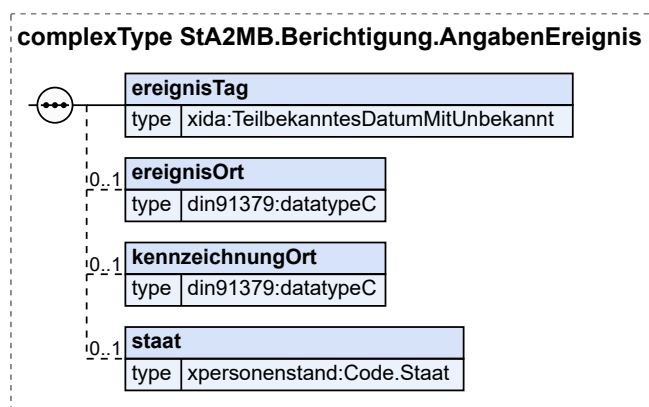 complexType StA2MB.Berichtigung.AngabenEreignis
ereignisTag
type xida:TeilbekanntesDatumMitUnbekannt
0..1 ereignisOrt
type din91379:datatypeC
0..1 kennzeichnungOrt
type din91379:datatypeC
0..1 staat
type xpersonenstand:Code.Staat